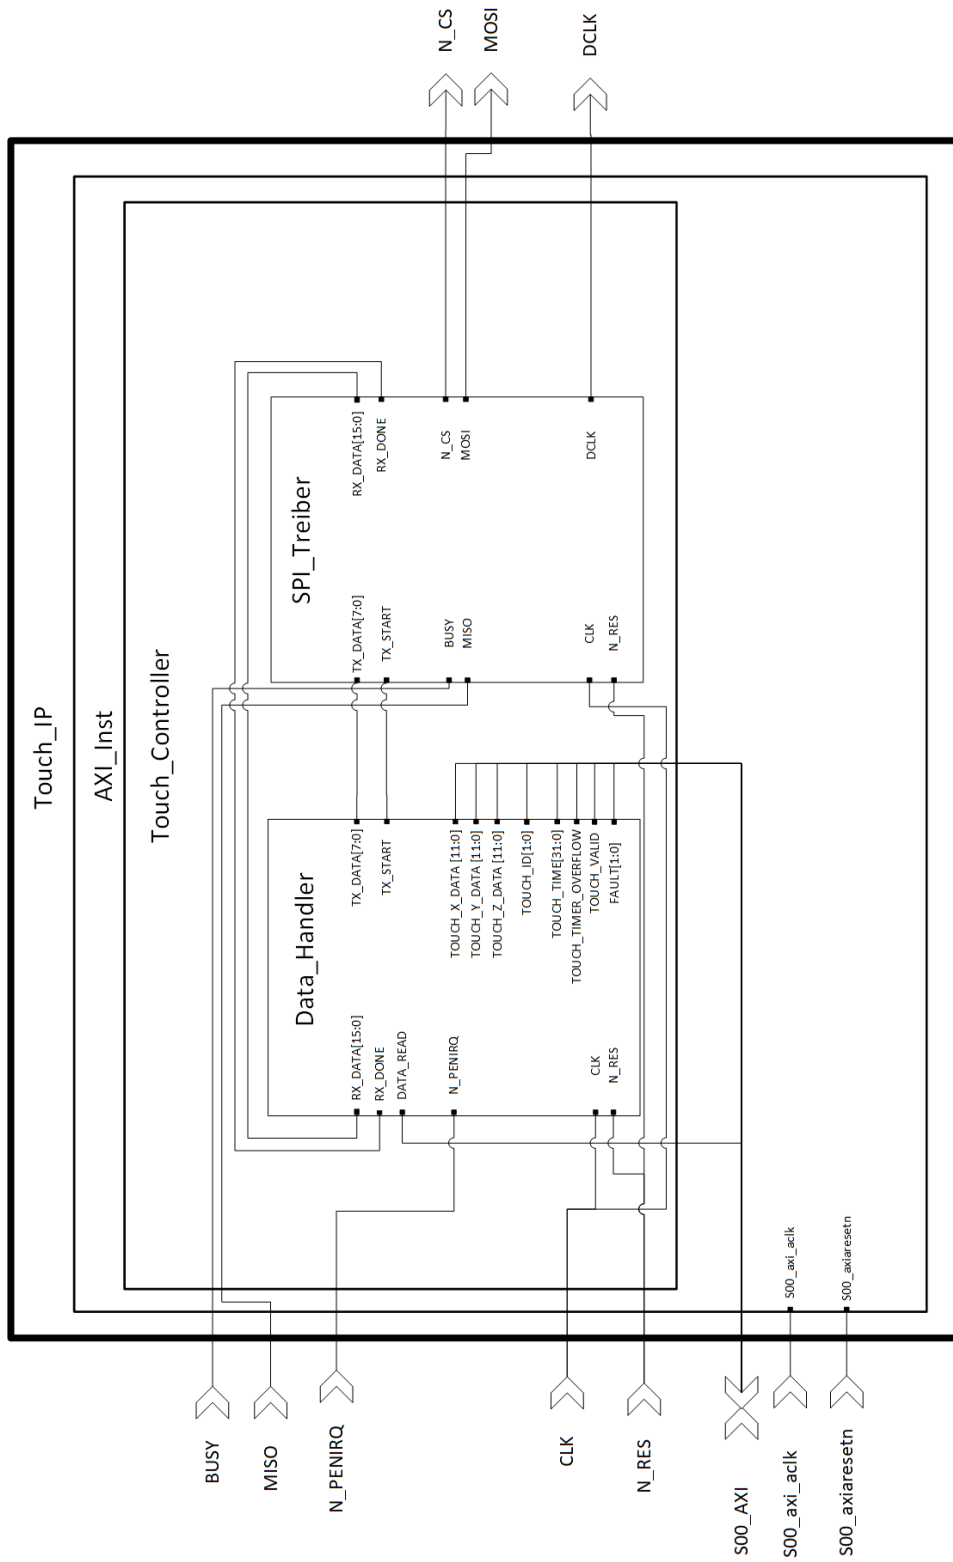 Touch_IP
AXI_Inst
Touch_Controller
Data_Handler
RX_DATA[15:0]
RX_DONE
DATA_READ
N_PENIRQ
CLK
N_RES
TX_DATA[7:0]
TX_START
TOUCH_X_DATA [11:0]
TOUCH_Y_DATA [11:0]
TOUCH_Z_DATA [11:0]
TOUCH_ID[1:0]
TOUCH_TIME[31:0]
TOUCH_TIMER_OVERFLOW
TOUCH_VALID
FAULT[1:0]
SPI_Treiber
TX_DATA[7:0]
TX_START
BUSY
MISO
CLK
N_RES
RX_DATA[15:0]
RX_DONE
N_CS
MOSI
DCLK
S00_axi_aclk
S00_axiaresetn
BUSY
MISO
N_PENIRQ
CLK
N_RES
S00_AXI
S00_axi_aclk
S00_axiaresetn
N_CS
MOSI
DCLK